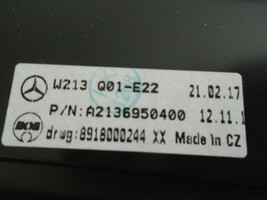 W213 Q01-E22 21.02.17
P/N: A2136950400 12.11.1
drwg: 8918000244 XX Made in CZ